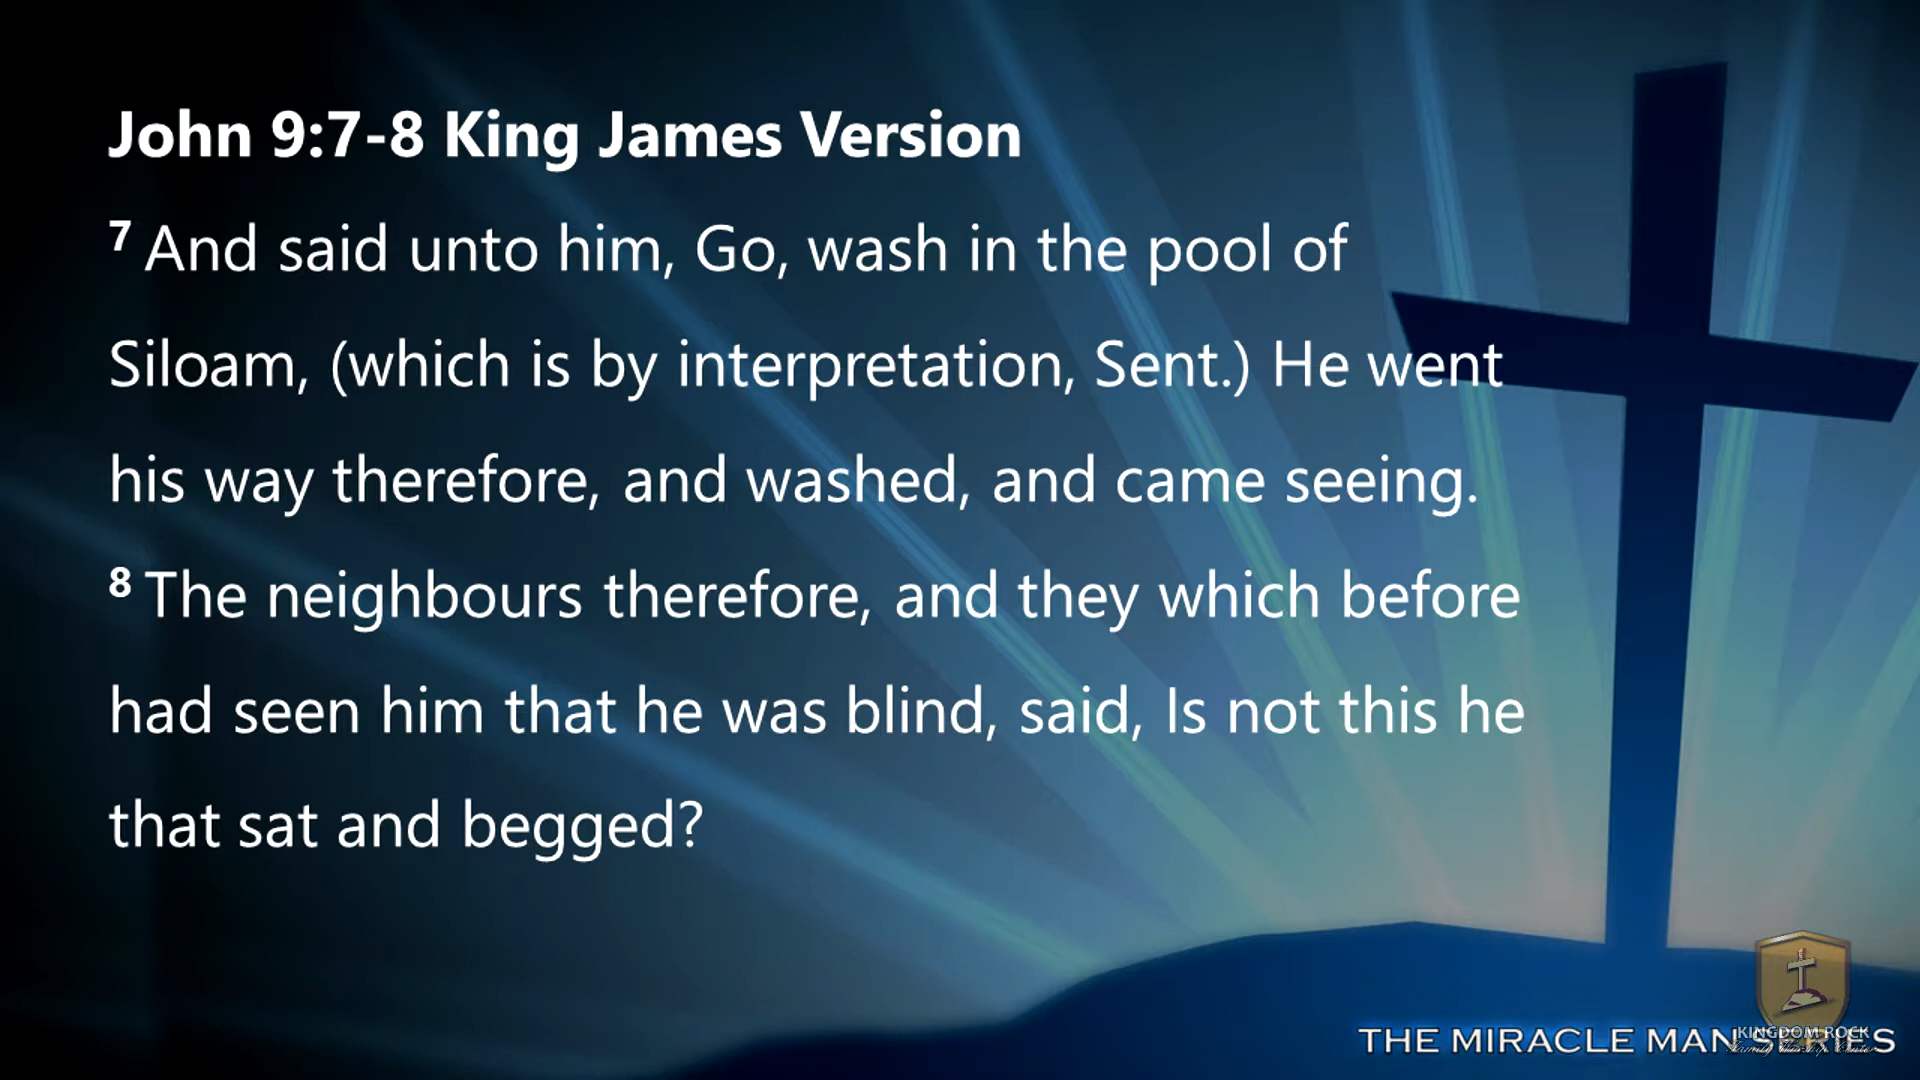 John 9:7-8 King James Version
7 And said unto him, Go, wash in the pool of
Siloam, (which is by interpretation, Sent.) He went
his way therefore, and washed, and came seeing.
8 The neighbours therefore, and they which before
had seen him that he was blind, said, Is not this he
that sat and begged?
THE MIRACLE MAN SERIES
KINGDOM ROCK
Family Worship Center